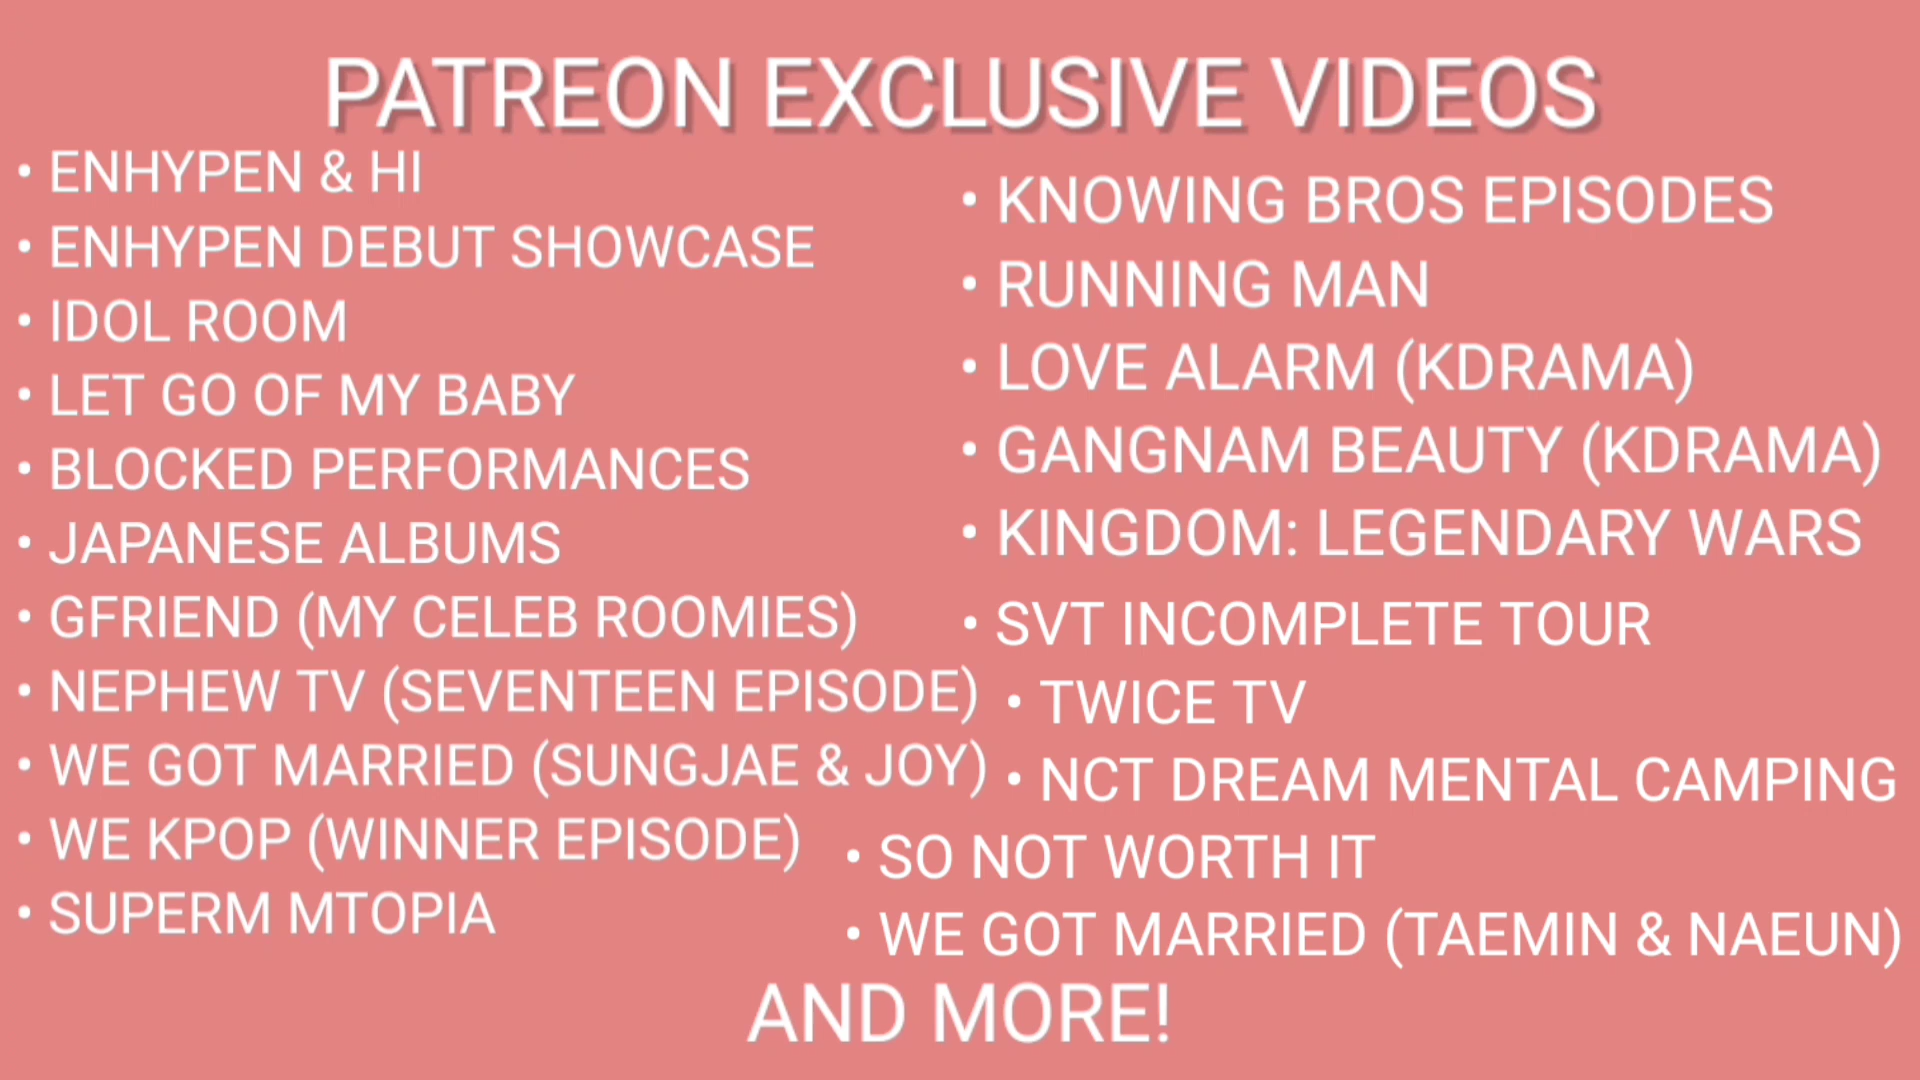 PATREON EXCLUSIVE VIDEOS
• ENHYPEN & HI
• ENHYPEN DEBUT SHOWCASE
• IDOL ROOM
• LET GO OF MY BABY
• BLOCKED PERFORMANCES
• JAPANESE ALBUMS
• GFRIEND (MY CELEB ROOMIES)
• NEPHEW TV (SEVENTEEN EPISODE)
• WE GOT MARRIED (SUNGJAE & JOY)
• WE KPOP (WINNER EPISODE)
• SUPERM MTOPIA
• KNOWING BROS EPISODES
• RUNNING MAN
• LOVE ALARM (KDRAMA)
• GANGNAM BEAUTY (KDRAMA)
• KINGDOM: LEGENDARY WARS
• SVT INCOMPLETE TOUR
• TWICE TV
• NCT DREAM MENTAL CAMPING
• SO NOT WORTH IT
• WE GOT MARRIED (TAEMIN & NAEUN)
AND MORE!